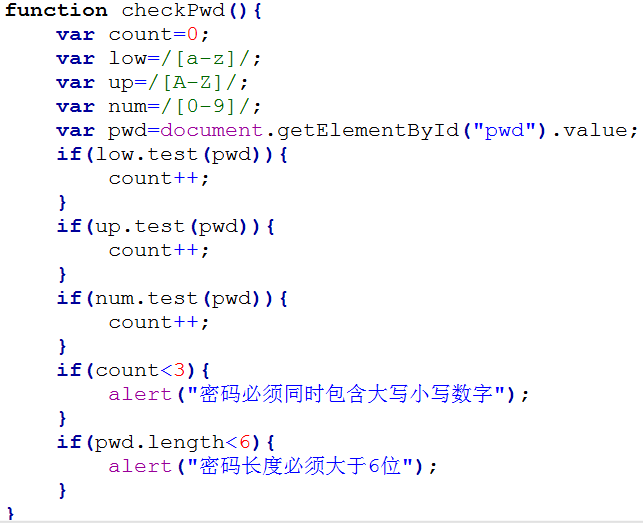 function checkPwd(){
    var count=0;
    var low=/[a-z]/;
    var up=/[A-Z]/;
    var num=/[0-9]/;
    var pwd=document.getElementById("pwd").value;
    if(low.test(pwd)){
        count++;
    }
    if(up.test(pwd)){
        count++;
    }
    if(num.test(pwd)){
        count++;
    }
    if(count<3){
        alert("密码必须同时包含大写小写数字");
    }
    if(pwd.length<6){
        alert("密码长度必须大于6位");
    }
}